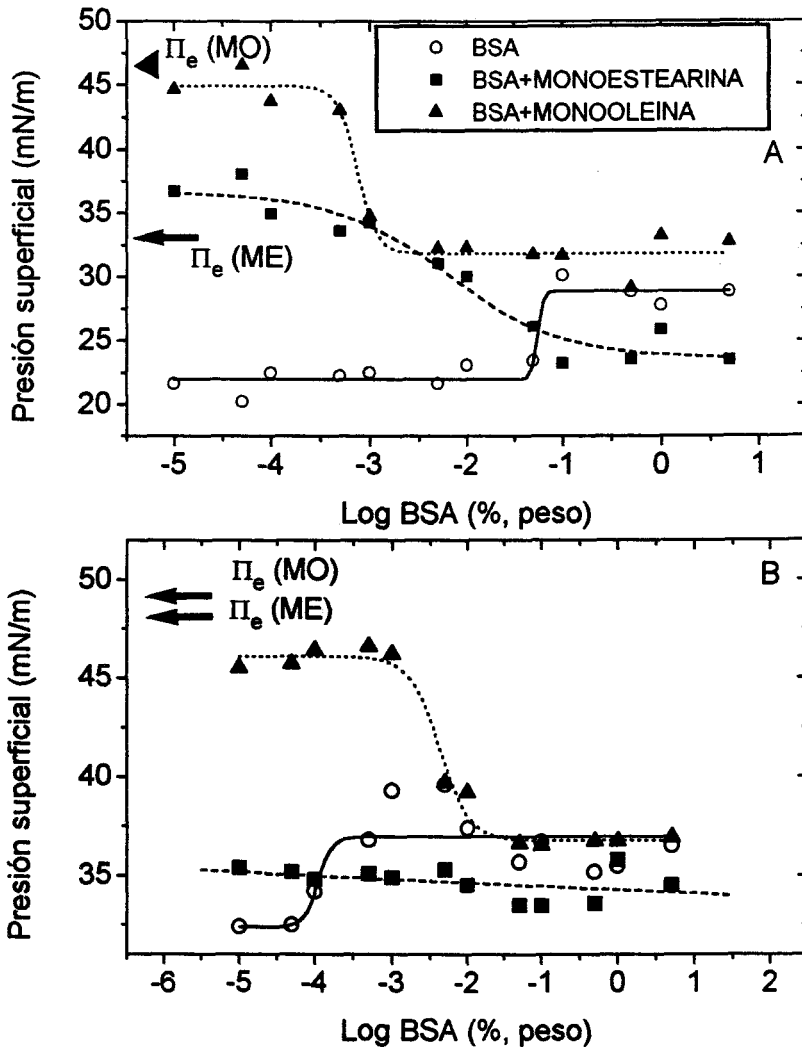 50
45
40
35
30
25
20
Presión superficial (mN/m)
Πe (MO)
Πe (ME)
BSA
BSA+MONOESTEARINA
BSA+MONOOLEINA
A
-5 -4 -3 -2 -1 0 1
Log BSA (%, peso)
50
45
40
35
Presión superficial (mN/m)
Πe (MO)
Πe (ME)
B
-6 -5 -4 -3 -2 -1 0 1 2
Log BSA (%, peso)